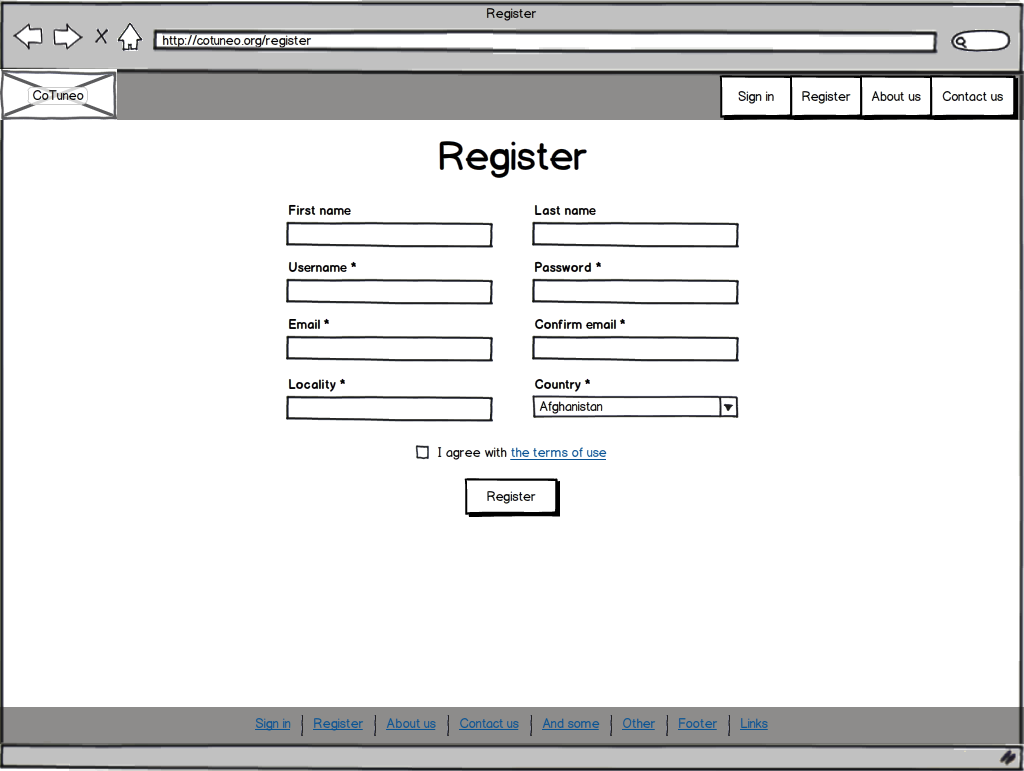 Register
http://cotuneo.org/register
CoTuneo
Sign in Register About us Contact us
Register
First name Last name
Username * Password *
Email * Confirm email *
Locality * Country *
Afghanistan
I agree with the terms of use
Register
Sign in Register About us Contact us And some Other Footer Links